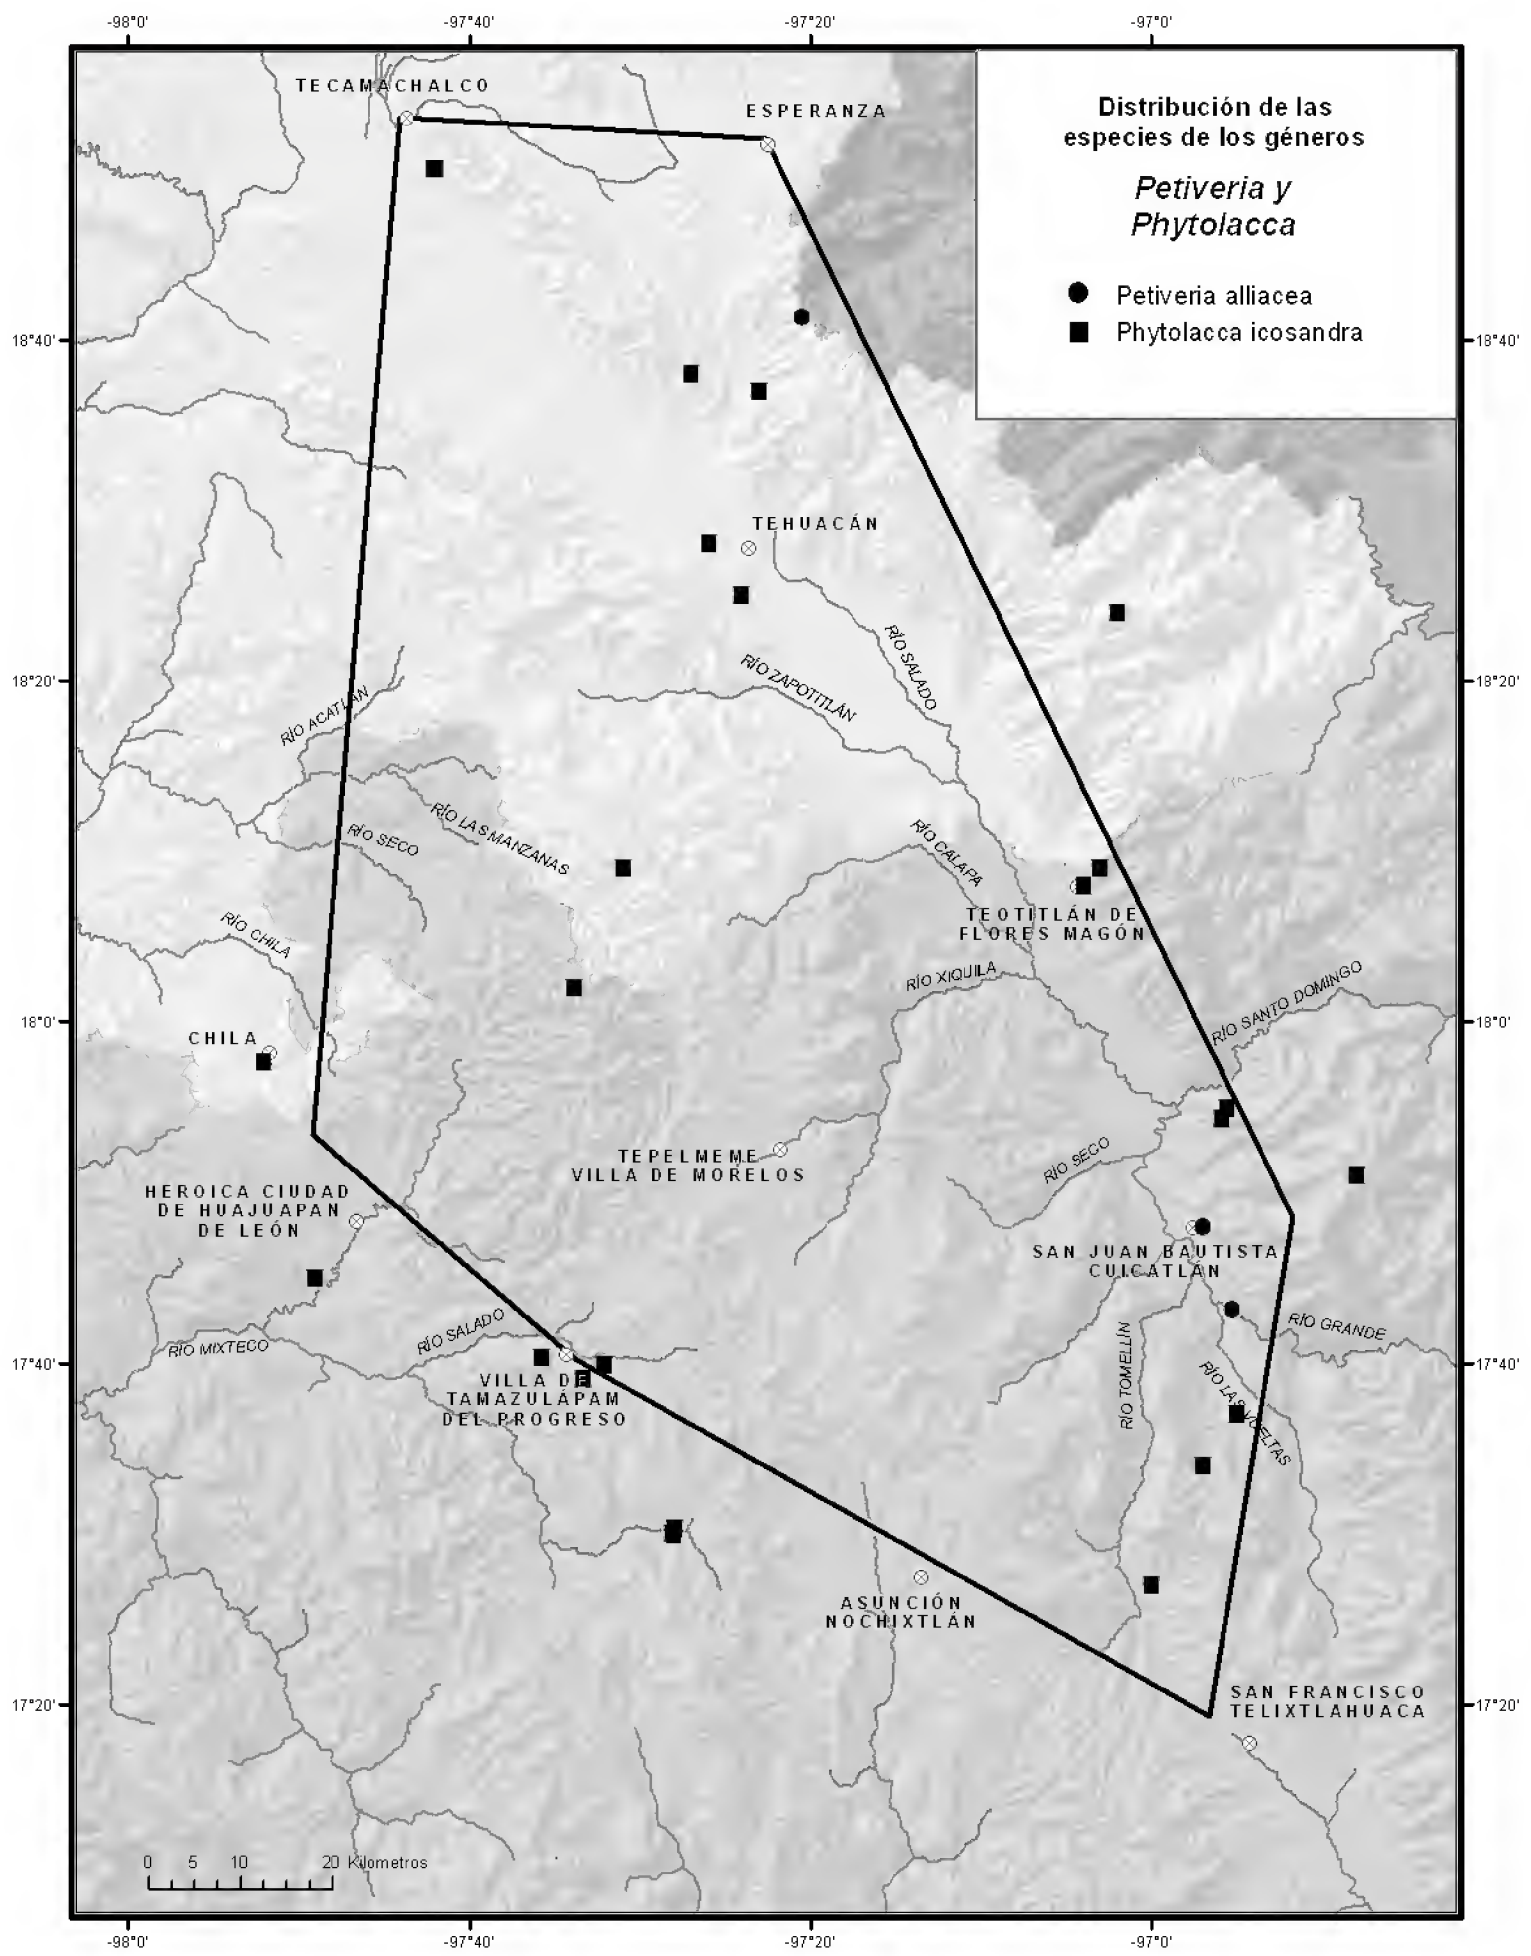 -98°0'
-97°40'
-97°20'
-97°0'
TECAMACHALCO
ESPERANZA
Distribución de las
especies de los géneros
Petiveria y
Phytolacca
Petiveria alliacea
Phytolacca icosandra
18°40'
18°40'
TEHUACÁN
RÍO SALADO
RÍO ZAPOTITLÁN
18°20'
18°20'
RÍO ACATLÁN
RÍO LAS MANZANAS
RÍO SECO
RÍO CALAPA
TEOTITLÁN DE
FLORES MAGÓN
RÍO CHILA
RÍO XIQUILA
RÍO SANTO DOMINGO
18°0'
18°0'
CHILA
TEPELMEME
VILLA DE MORELOS
RÍO SECO
HEROICA CIUDAD
DE HUAJUAPAN
DE LEÓN
SAN JUAN BAUTISTA
CUICATLÁN
RÍO SALADO
RÍO MIXTECO
RÍO GRANDE
17°40'
17°40'
VILLA DE
TAMAZULÁPAM
DEL PROGRESO
RÍO TOMELLÍN
RÍO LAS VUELTAS
ASUNCIÓN
NOCHIXTLÁN
17°20'
17°20'
SAN FRANCISCO
TELIXTLAHUACA
0 5 10 20 Kilometros
-98°0'
-97°40'
-97°20'
-97°0'